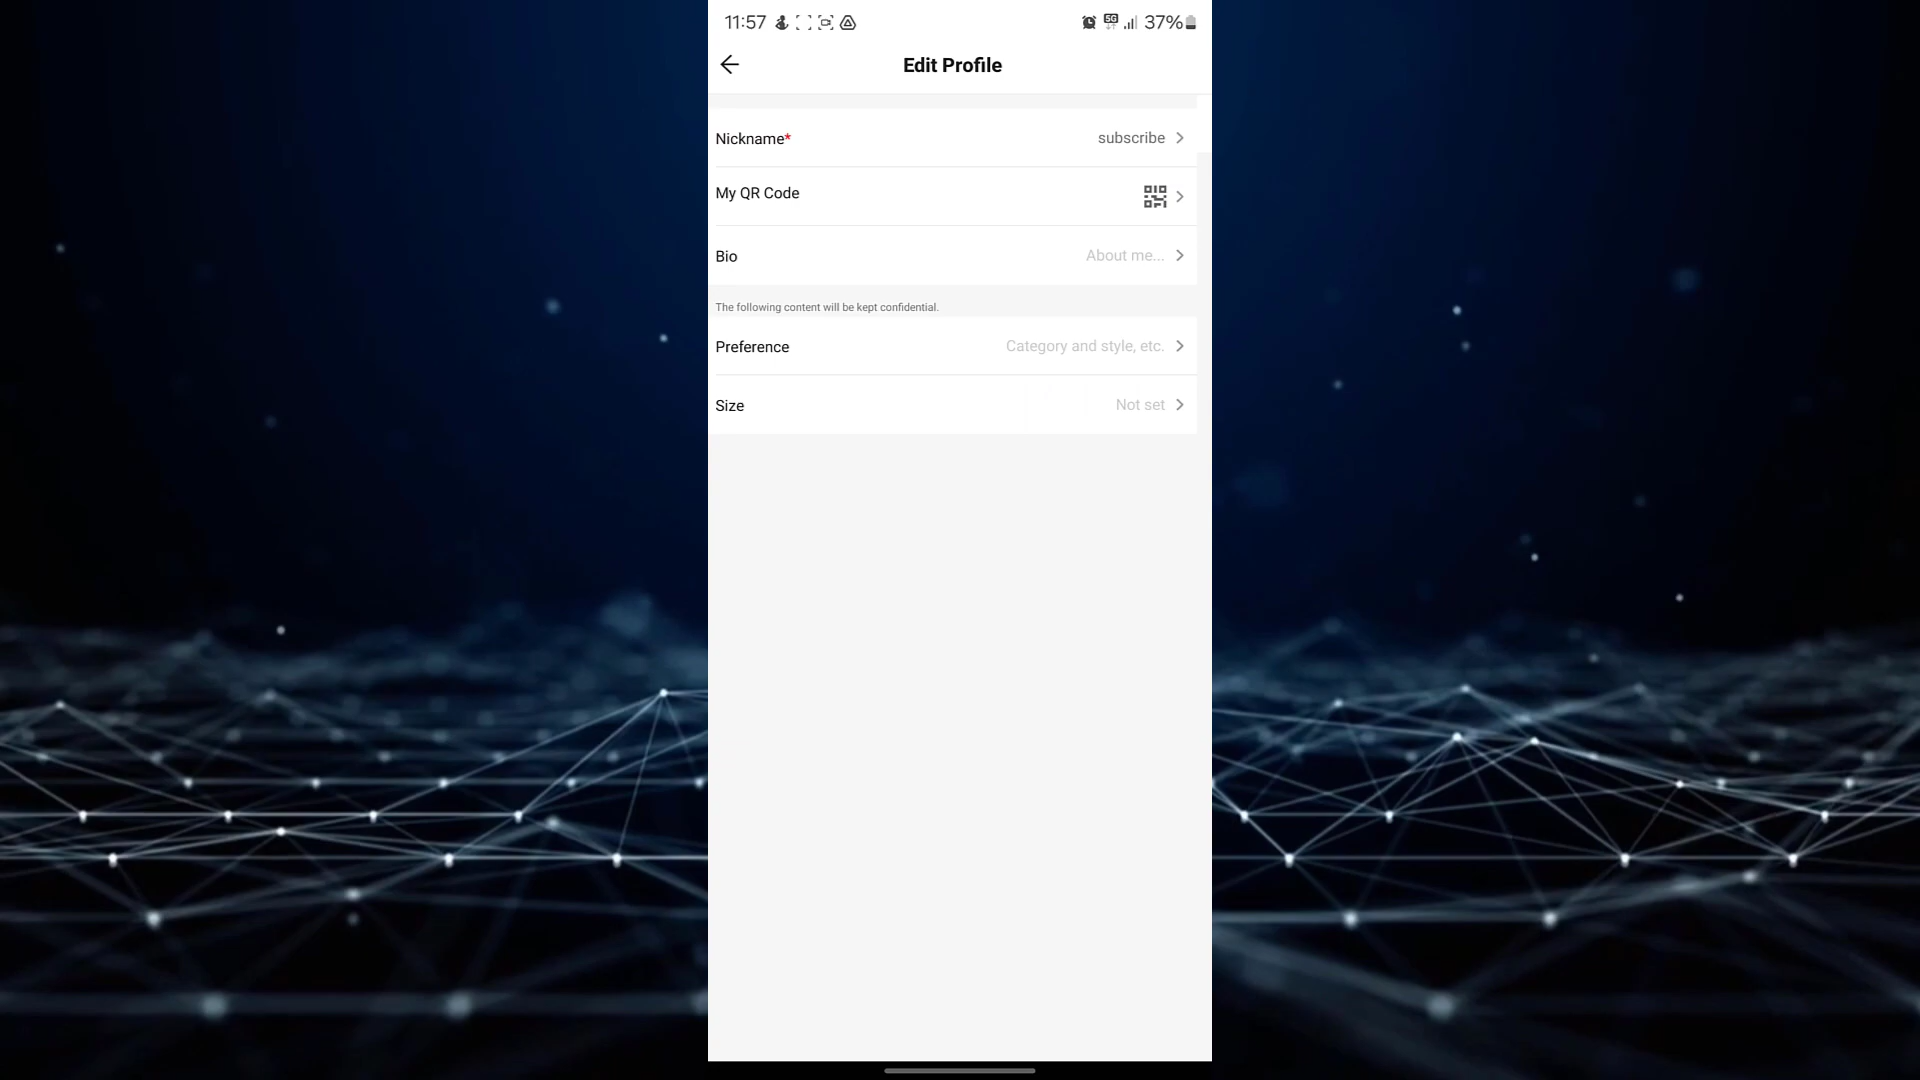 11:57 5G 37%
Edit Profile
Nickname* subscribe
My QR Code
Bio About me...
The following content will be kept confidential.
Preference Category and style, etc.
Size Not set